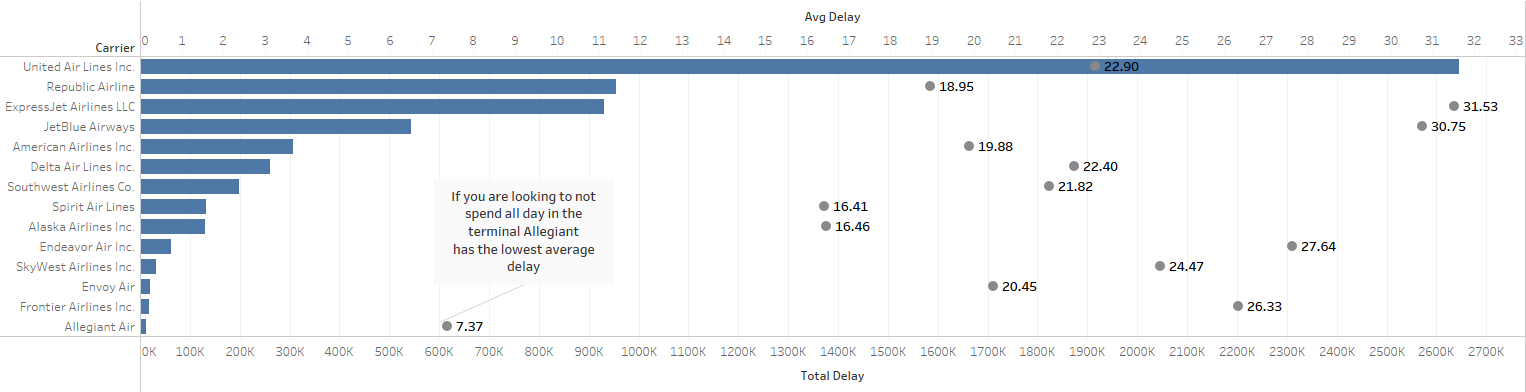 Avg Delay
Carrier 0 1 2 3 4 5 6 7 8 9 10 11 12 13 14 15 16 17 18 19 20 21 22 23 24 25 26 27 28 29 30 31 32 33
United Air Lines Inc. 22.90
Republic Airline 18.95
ExpressJet Airlines LLC 31.53
JetBlue Airways 30.75
American Airlines Inc. 19.88
Delta Air Lines Inc. 22.40
Southwest Airlines Co. 21.82
Spirit Air Lines 16.41
Alaska Airlines Inc. 16.46
Endeavor Air Inc. 27.64
SkyWest Airlines Inc. 24.47
Envoy Air 20.45
Frontier Airlines Inc. 26.33
Allegiant Air 7.37
If you are looking to not
spend all day in the
terminal Allegiant
has the lowest average
delay
0K 100K 200K 300K 400K 500K 600K 700K 800K 900K 1000K 1100K 1200K 1300K 1400K 1500K 1600K 1700K 1800K 1900K 2000K 2100K 2200K 2300K 2400K 2500K 2600K 2700K
Total Delay